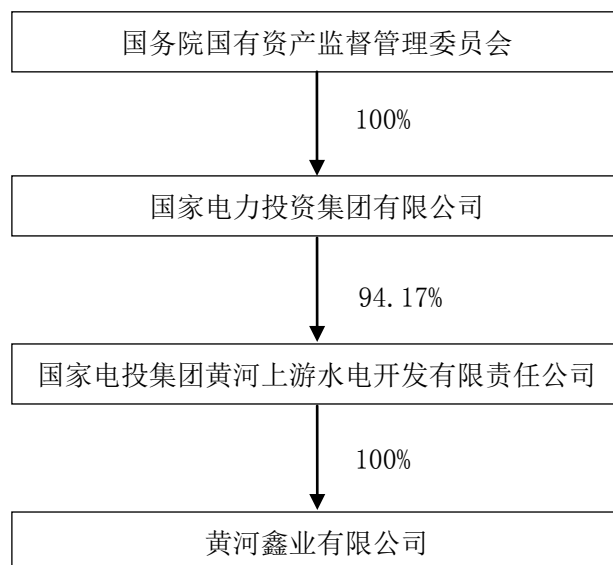 国务院国有资产监督管理委员会
100%
国家电力投资集团有限公司
94.17%
国家电投集团黄河上游水电开发有限责任公司
100%
黄河鑫业有限公司